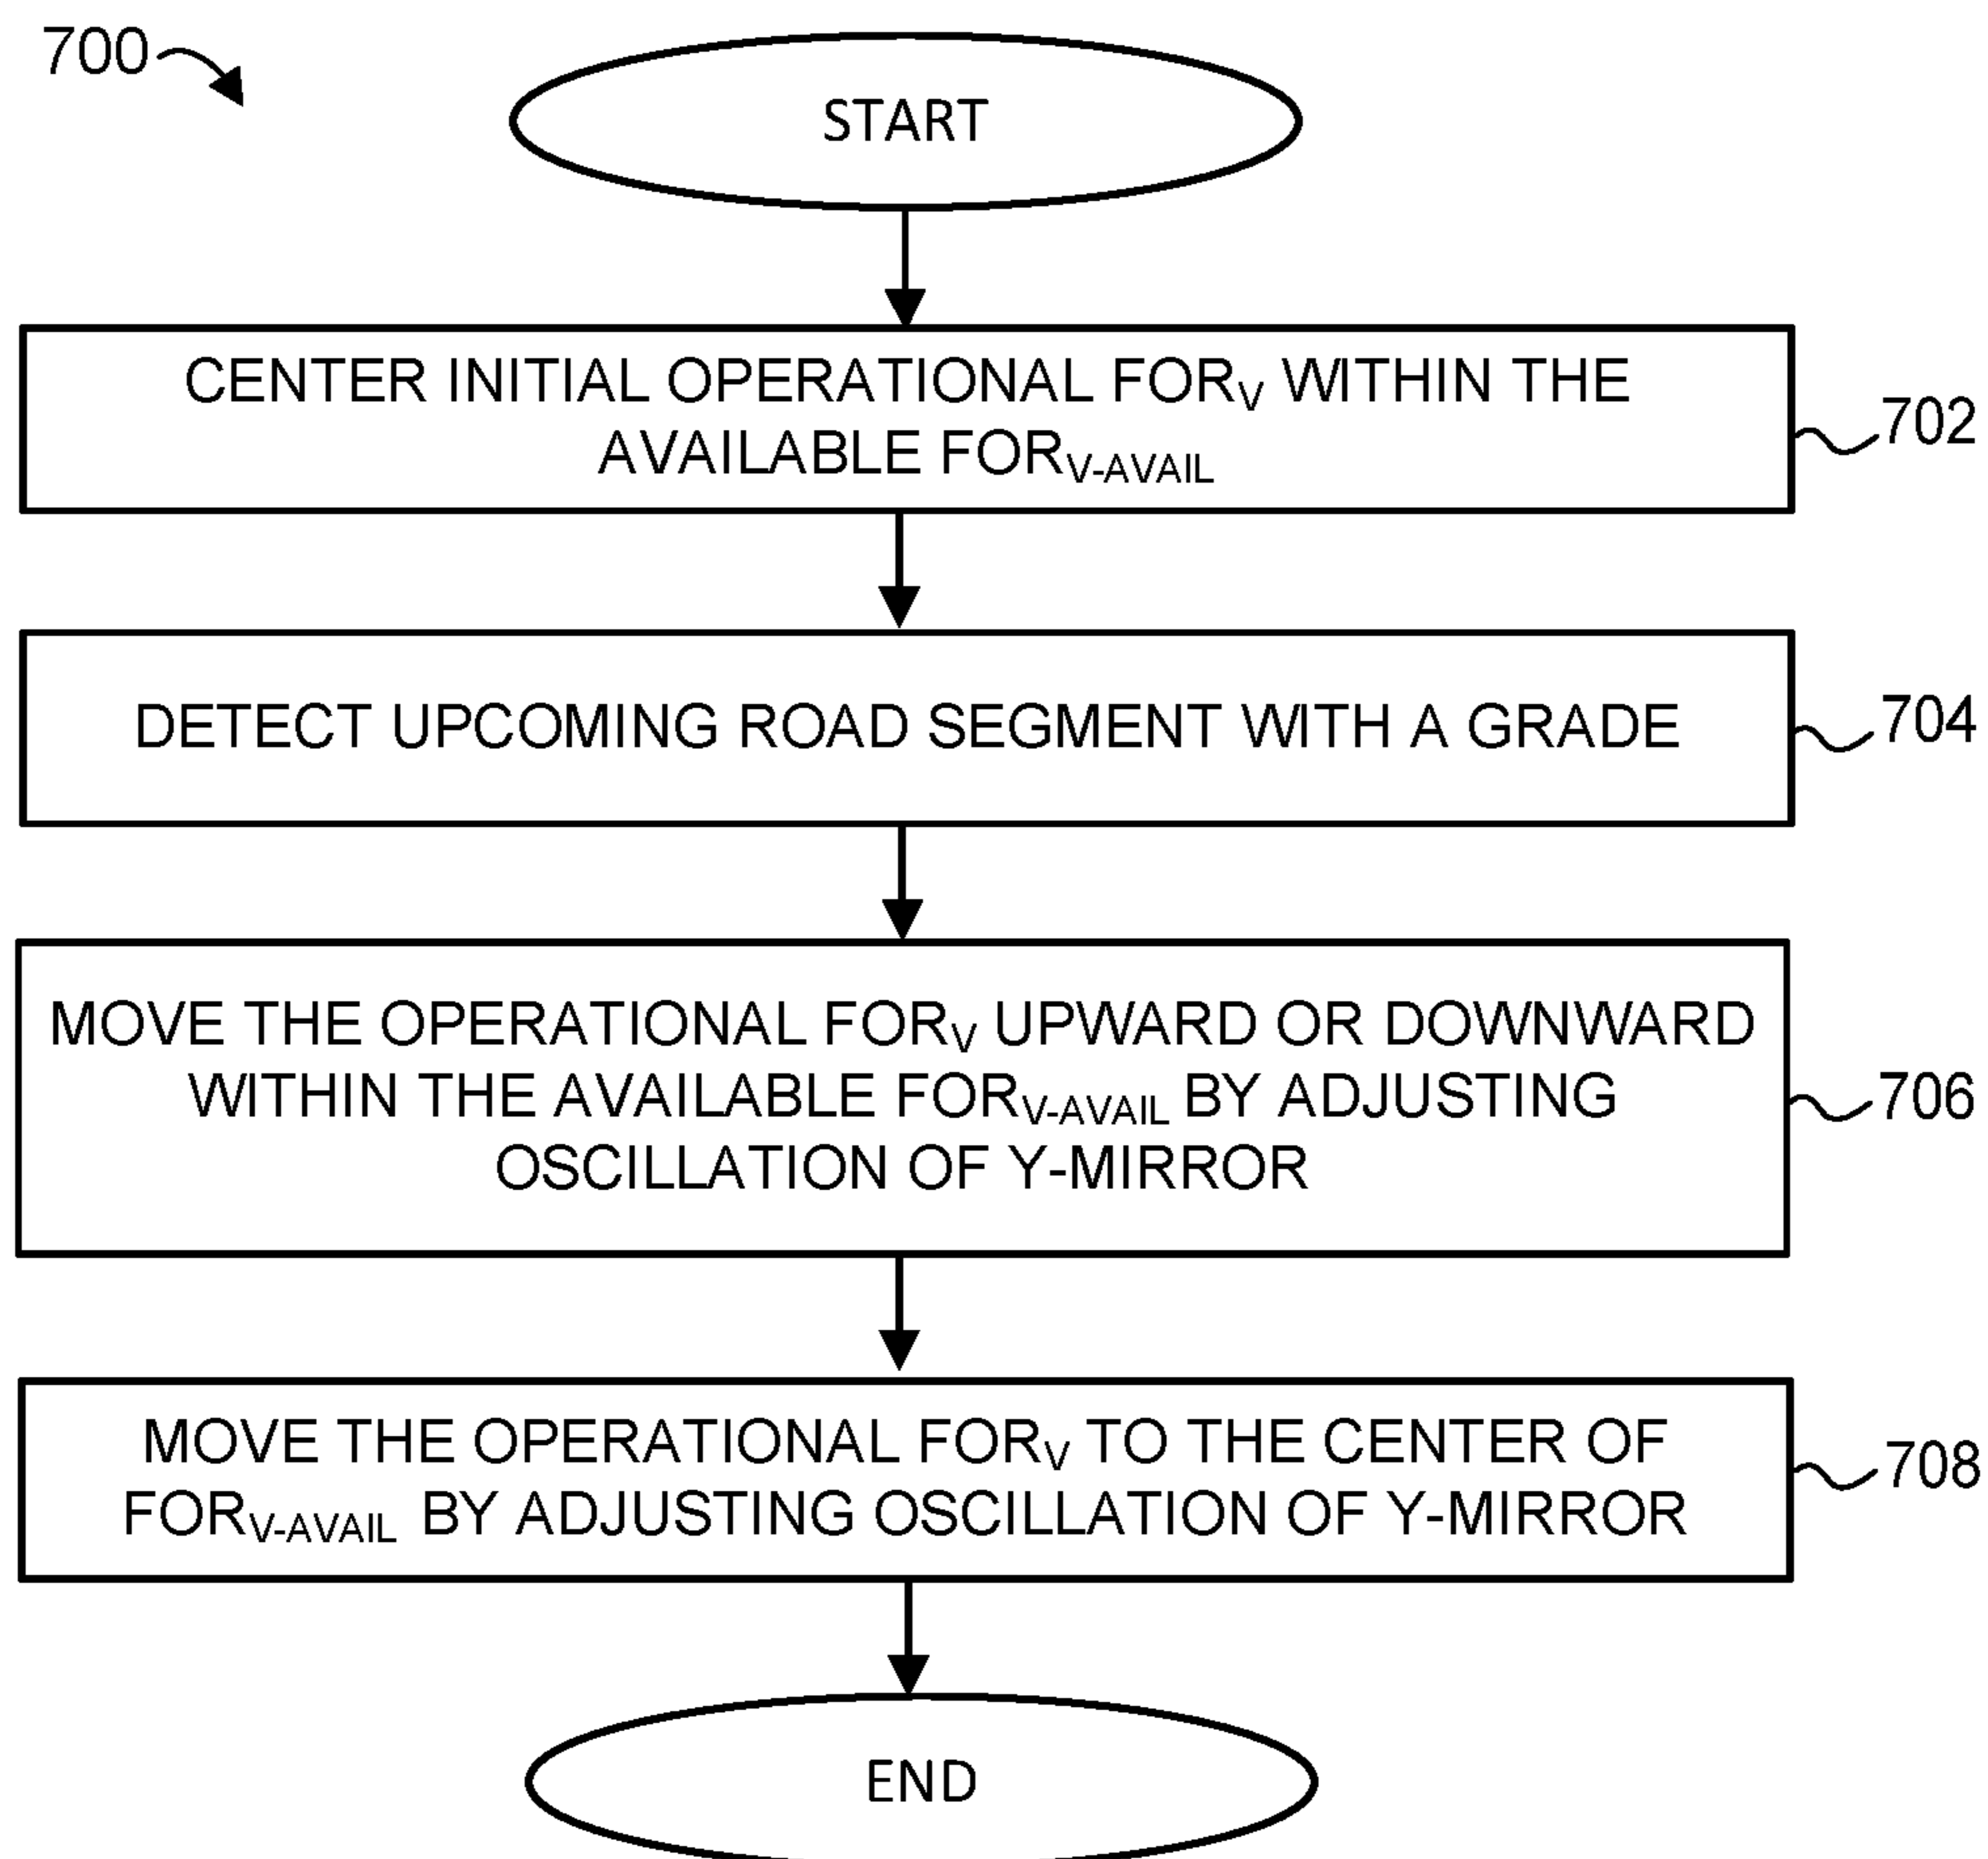 700
START
CENTER INITIAL OPERATIONAL FORV WITHIN THE
AVAILABLE FORV-AVAIL
702
DETECT UPCOMING ROAD SEGMENT WITH A GRADE
704
MOVE THE OPERATIONAL FORV UPWARD OR DOWNWARD
WITHIN THE AVAILABLE FORV-AVAIL BY ADJUSTING
OSCILLATION OF Y-MIRROR
706
MOVE THE OPERATIONAL FORV TO THE CENTER OF
FORV-AVAIL BY ADJUSTING OSCILLATION OF Y-MIRROR
708
END